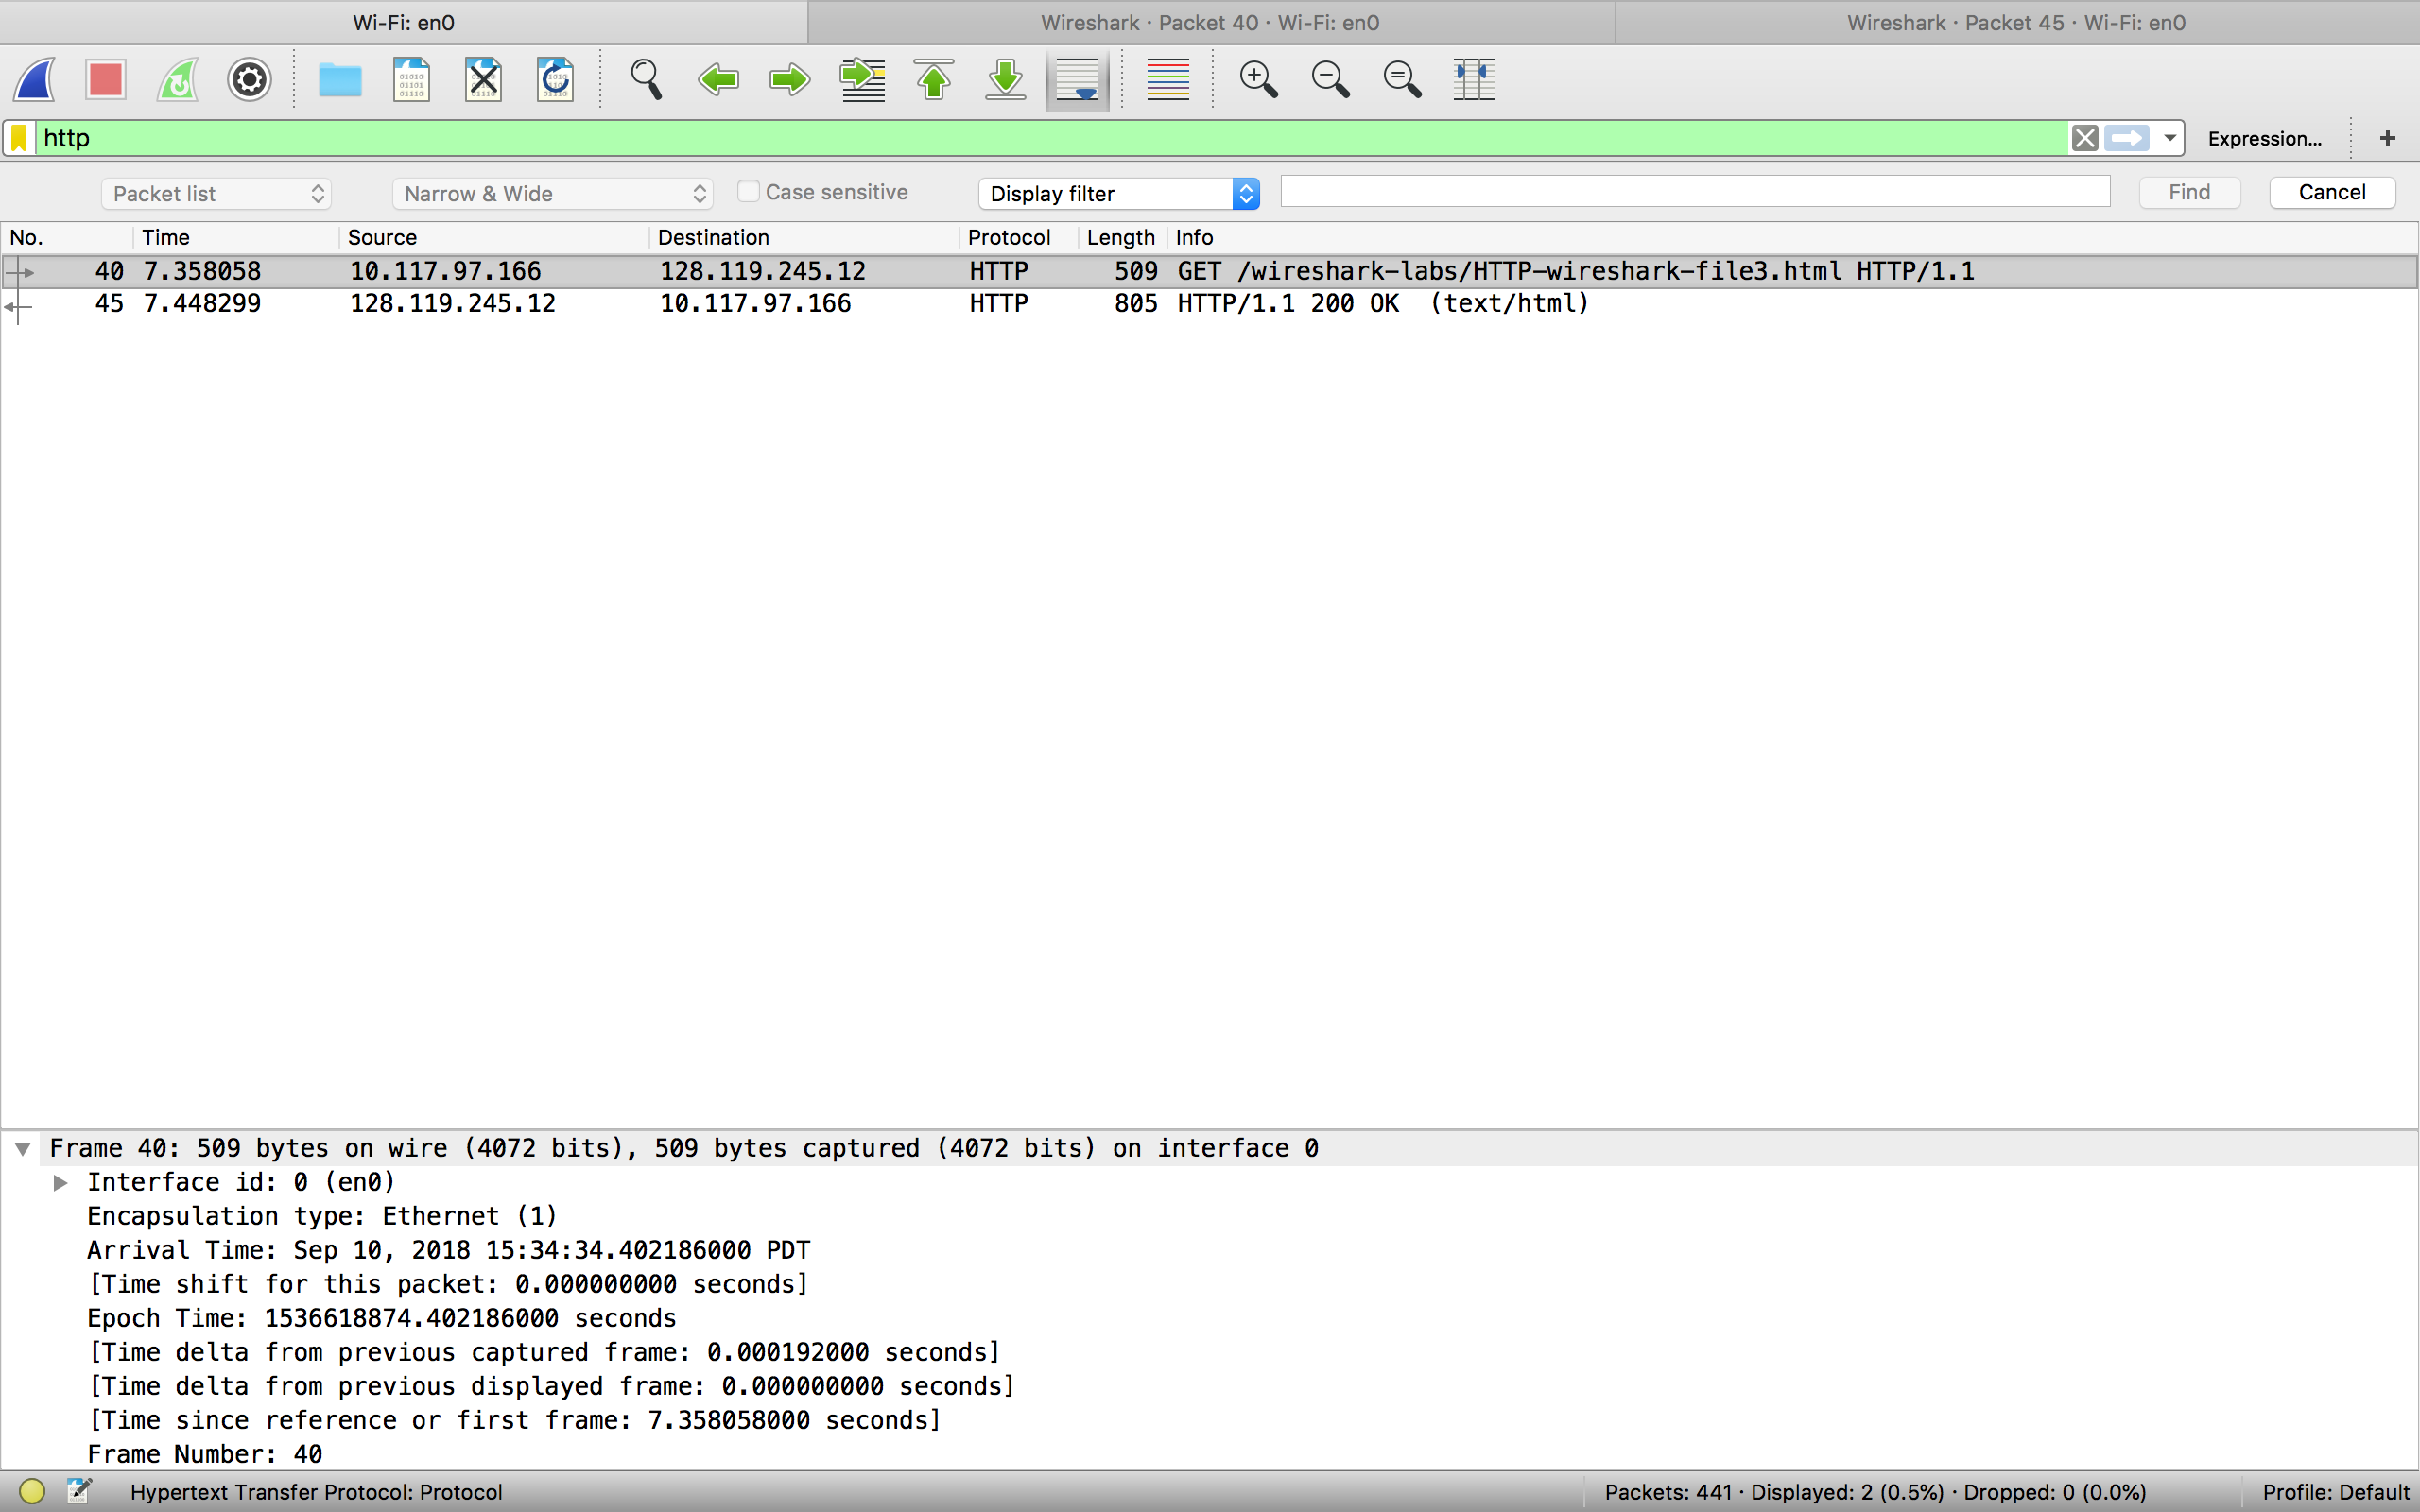 Wi-Fi: en0 Wireshark · Packet 40 · Wi-Fi: en0 Wireshark · Packet 45 · Wi-Fi: en0
http Expression... +
Packet list Narrow & Wide Case sensitive Display filter Find Cancel
No. Time Source Destination Protocol Length Info
40 7.358058 10.117.97.166 128.119.245.12 HTTP 509 GET /wireshark-labs/HTTP-wireshark-file3.html HTTP/1.1
45 7.448299 128.119.245.12 10.117.97.166 HTTP 805 HTTP/1.1 200 OK (text/html)
Frame 40: 509 bytes on wire (4072 bits), 509 bytes captured (4072 bits) on interface 0
Interface id: 0 (en0)
Encapsulation type: Ethernet (1)
Arrival Time: Sep 10, 2018 15:34:34.402186000 PDT
[Time shift for this packet: 0.000000000 seconds]
Epoch Time: 1536618874.402186000 seconds
[Time delta from previous captured frame: 0.000192000 seconds]
[Time delta from previous displayed frame: 0.000000000 seconds]
[Time since reference or first frame: 7.358058000 seconds]
Frame Number: 40
Hypertext Transfer Protocol: Protocol Packets: 441 · Displayed: 2 (0.5%) · Dropped: 0 (0.0%) Profile: Default